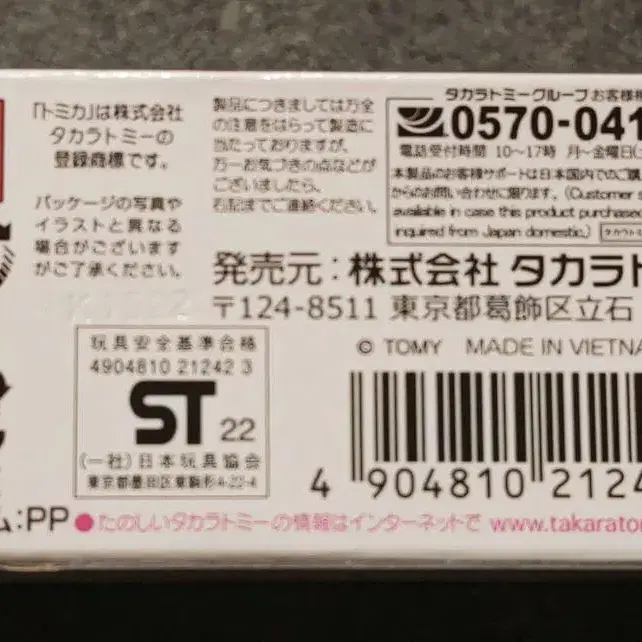 「トミカ」は株式会社
タカラトミーの
登録商標です。
パッケージの写真や
イラストと異なる
場合がございます
がご了承ください。
製品につきましては万全
の注意をはらって製造に
当たっておりますが、
万一お気づきの点などが
ございましたら、
右記までご連絡ください。
タカラトミーグループお客様相
0570-041
電話受付時間 10〜17時 月〜金曜日(土
本製品のお客様サポートは日本国内でのご購
からのお問い合わせに限ります。(Customer s
available in case this product purchased
inquired from Japan domestic.)
発売元：株式会社 タカラト
〒124-8511 東京都葛飾区立石
© TOMY MADE IN VIETNA
玩具安全基準合格
4904810 21242 3
ST 22
(一社)日本玩具協会
東京都墨田区東駒形4-22-4
4 904810 2124
ム:PP
●たのしいタカラトミーの情報はインターネットで www.takaratom